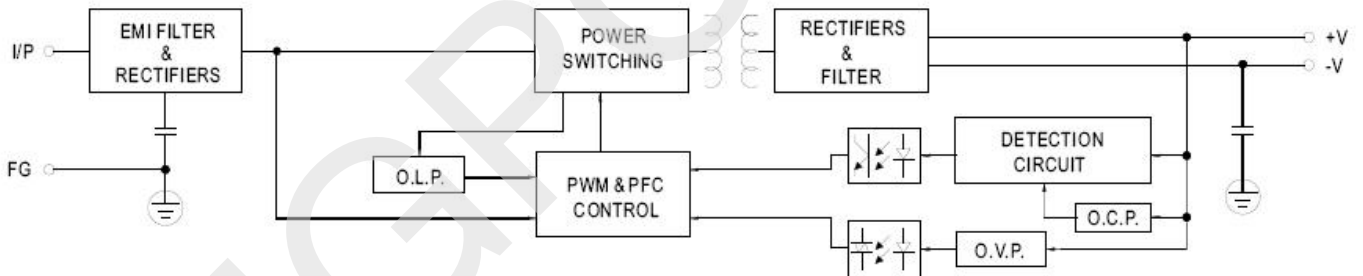 I/P
EMI FILTER
&
RECTIFIERS
POWER
SWITCHING
RECTIFIERS
&
FILTER
+V
-V
FG
O.L.P.
PWM & PFC
CONTROL
DETECTION
CIRCUIT
O.C.P.
O.V.P.